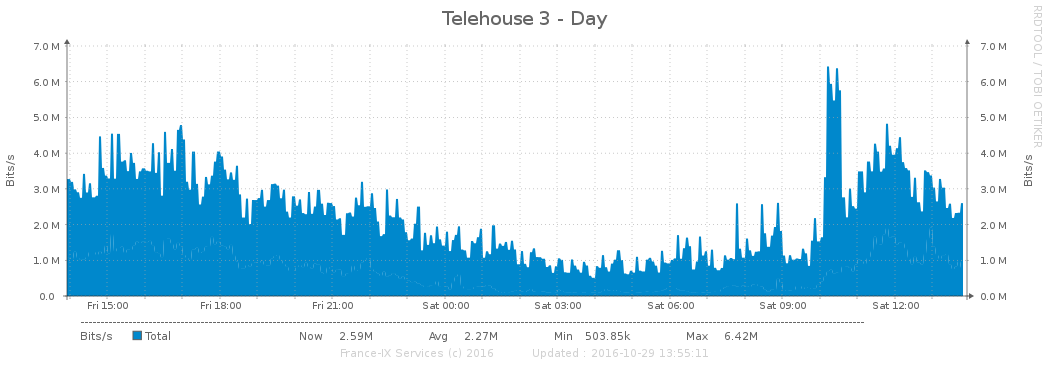 Telehouse 3 - Day
RRDTOOL / TOBI OETIKER
7.0 M 7.0 M
6.0 M 6.0 M
5.0 M 5.0 M
4.0 M 4.0 M
Bits/s Bits/s
3.0 M 3.0 M
2.0 M 2.0 M
1.0 M 1.0 M
0.0 0.0 M
Fri 15:00 Fri 18:00 Fri 21:00 Sat 00:00 Sat 03:00 Sat 06:00 Sat 09:00 Sat 12:00
Bits/s Total Now 2.59M Avg 2.27M Min 503.85k Max 6.42M
France-IX Services (c) 2016 Updated : 2016-10-29 13:55:11